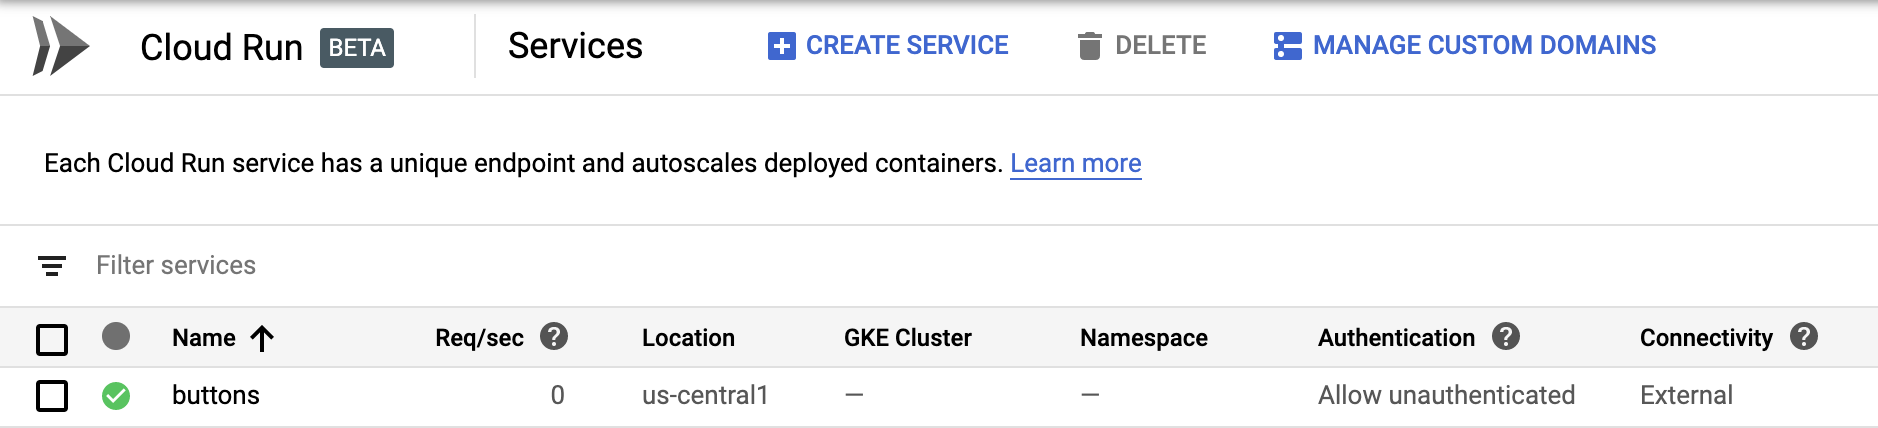 Cloud Run BETA Services CREATE SERVICE DELETE MANAGE CUSTOM DOMAINS
Each Cloud Run service has a unique endpoint and autoscales deployed containers. Learn more
Filter services
Name Req/sec ? Location GKE Cluster Namespace Authentication ? Connectivity ?
buttons 0 us-central1 — — Allow unauthenticated External